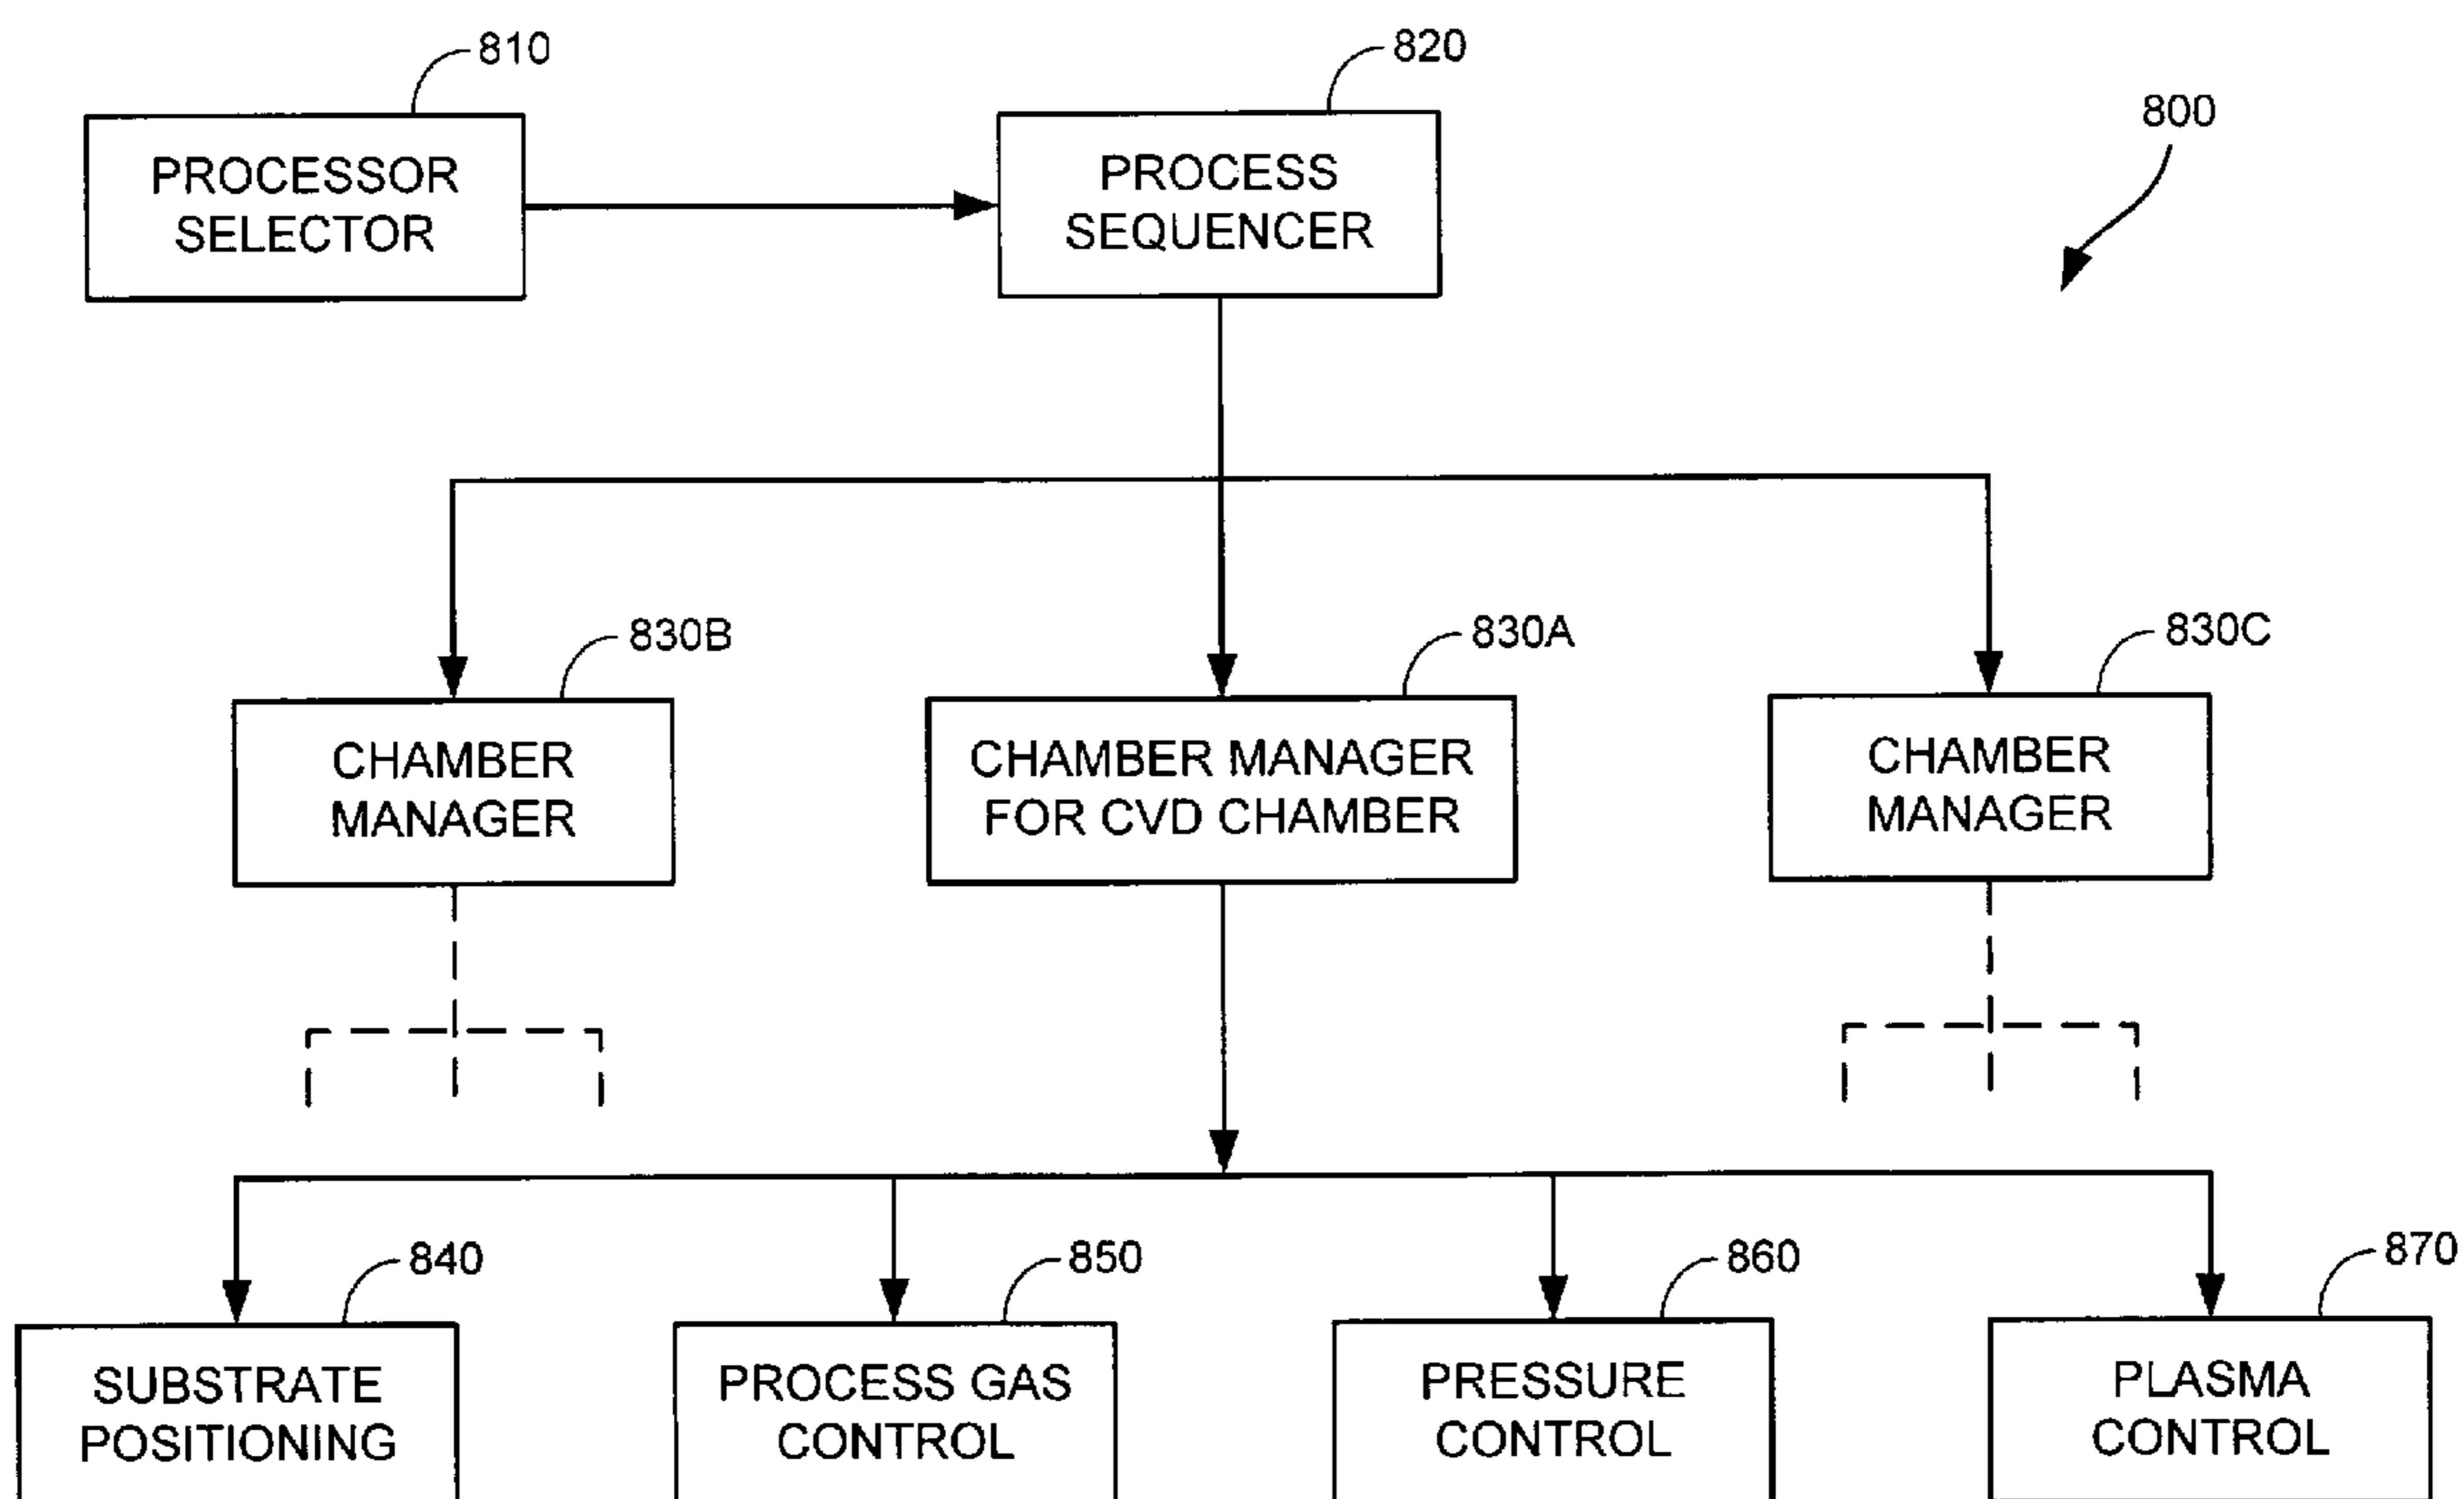 810
820
800
PROCESSOR
SELECTOR
PROCESS
SEQUENCER
830B
830A
830C
CHAMBER
MANAGER
CHAMBER MANAGER
FOR CVD CHAMBER
CHAMBER
MANAGER
840
850
860
870
SUBSTRATE
POSITIONING
PROCESS GAS
CONTROL
PRESSURE
CONTROL
PLASMA
CONTROL